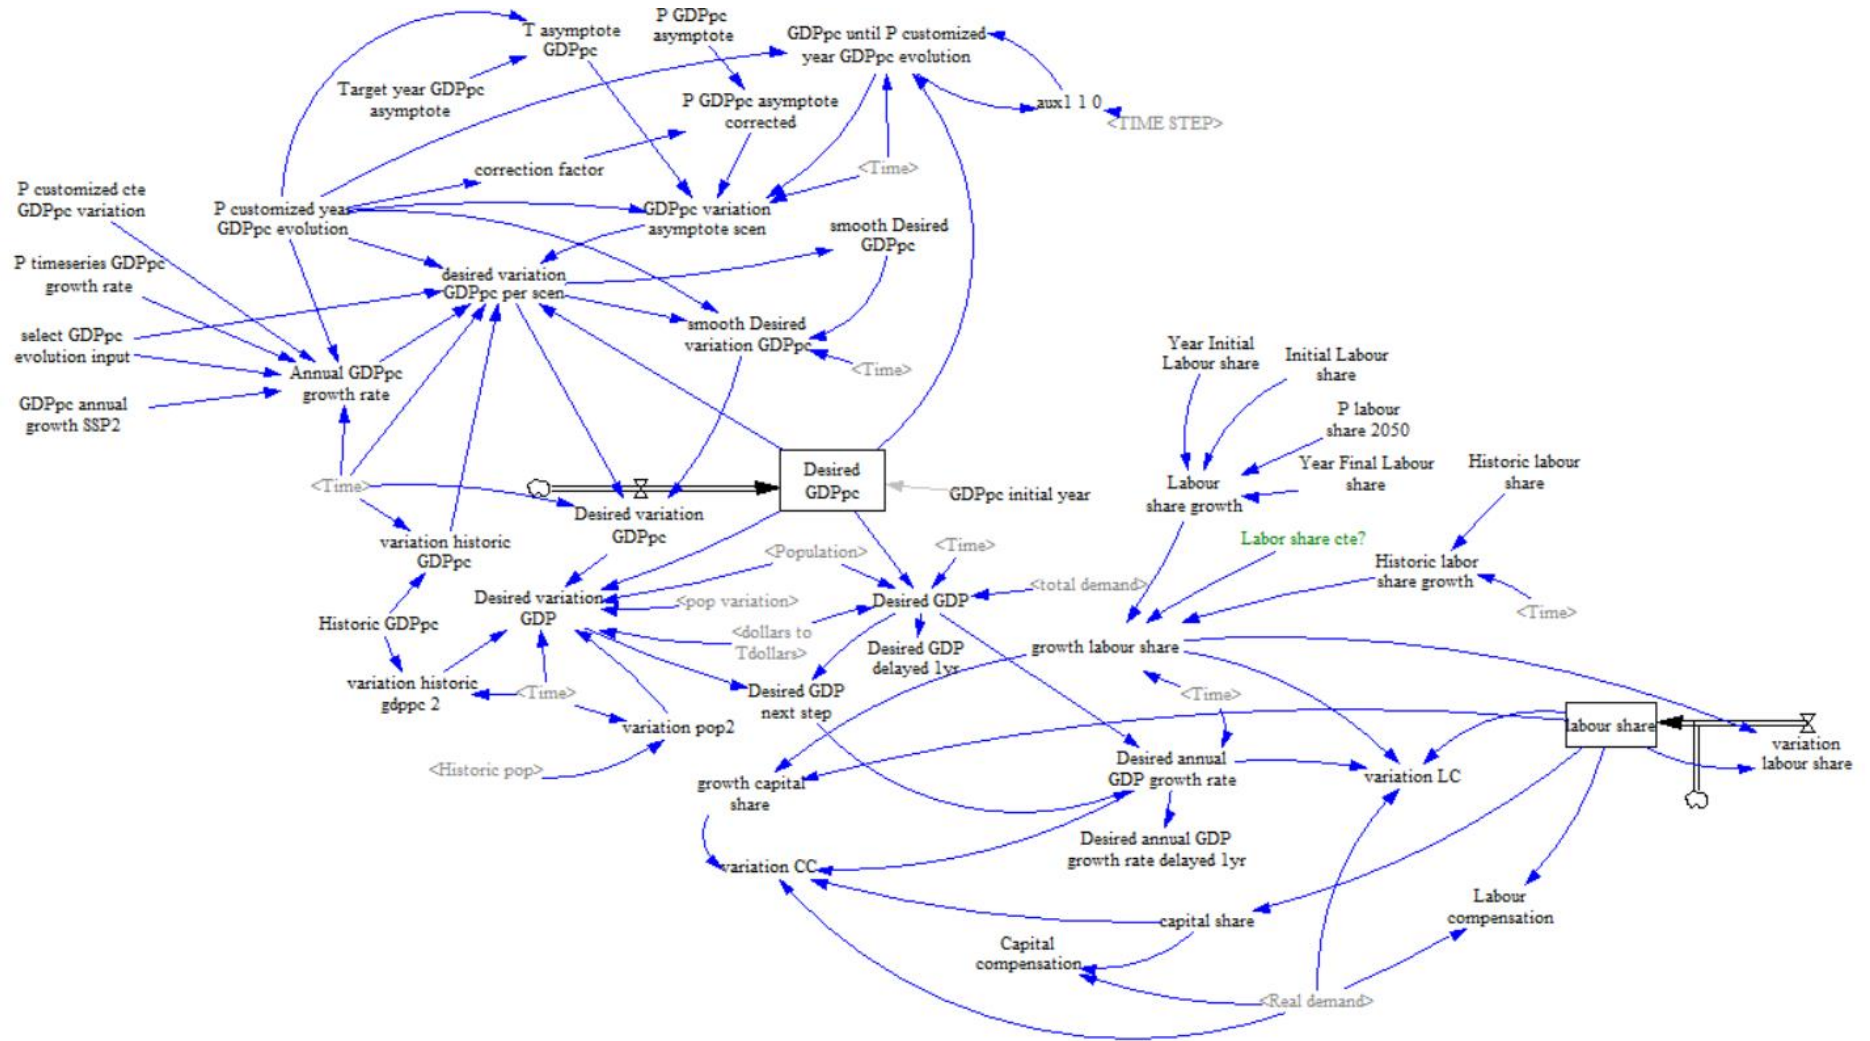 T asymptote
GDPpc
P GDPpc
asymptote
GDPpc until P customized
year GDPpc evolution
Target year GDPpc
asymptote
P GDPpc asymptote
corrected
aux1 1 0
<TIME STEP>
correction factor
<Time>
P customized cte
GDPpc variation
P customized year
GDPpc evolution
GDPpc variation
asymptote scen
smooth Desired
GDPpc
P timeseries GDPpc
growth rate
desired variation
GDPpc per scen
select GDPpc
evolution input
smooth Desired
variation GDPpc
<Time>
Annual GDPpc
growth rate
GDPpc annual
growth SSP2
Year Initial
Labour share
Initial Labour
share
P labour
share 2050
Year Final Labour
share
Historic labour
share
Labour
share growth
<Time>
Desired
GDPpc
GDPpc initial year
Desired variation
GDPpc
variation historic
GDPpc
<Population>
<Time>
Labor share cte?
Historic labor
share growth
<total demand>
<Time>
Desired variation
GDP
<pop variation>
Desired GDP
Historic GDPpc
<dollars to
Tdollars>
Desired GDP
delayed 1yr
growth labour share
variation historic
gdppc 2
<Time>
Desired GDP
next step
<Time>
variation pop2
labour share
variation
labour share
<Historic pop>
growth capital
share
Desired annual
GDP growth rate
variation LC
Desired annual GDP
growth rate delayed 1yr
variation CC
Labour
compensation
capital share
Capital
compensation
<Real demand>